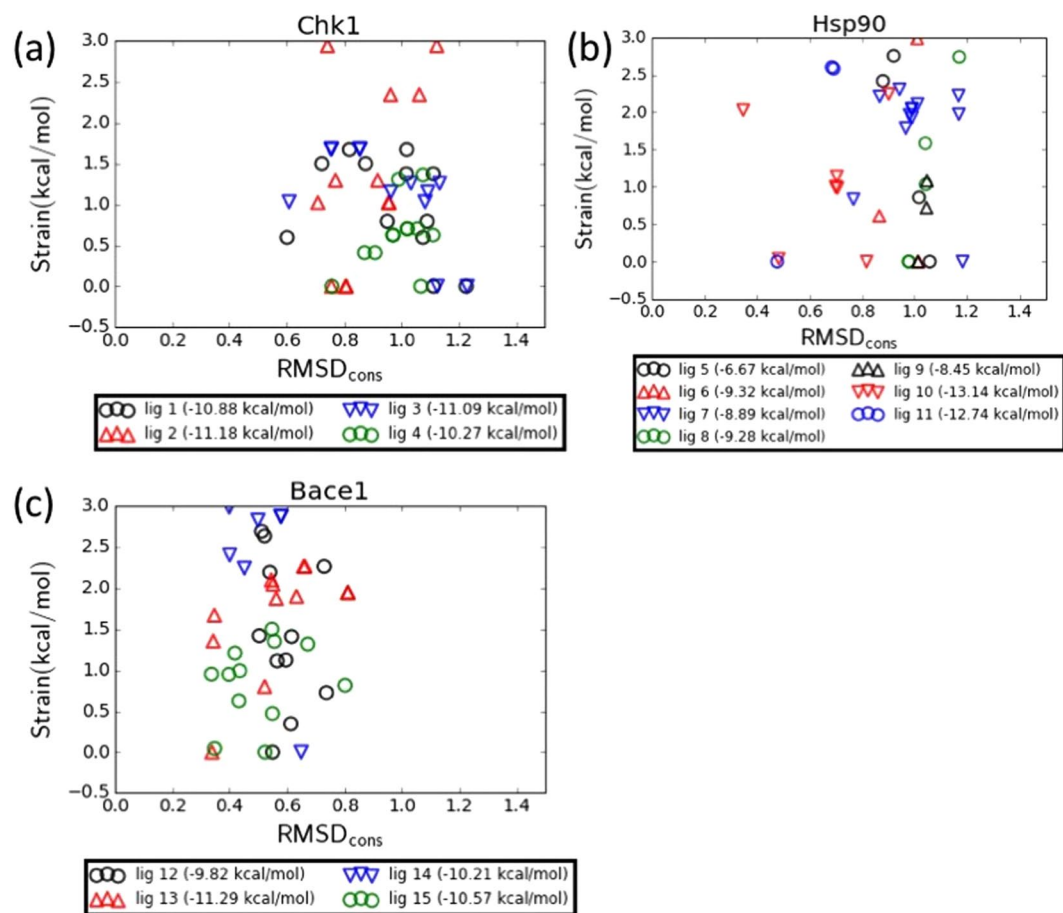 (a)
Chk1
Strain(kcal/mol)
3.0
2.5
2.0
1.5
1.0
0.5
0.0
−0.5
0.0 0.2 0.4 0.6 0.8 1.0 1.2 1.4
RMSDcons
lig 1 (-10.88 kcal/mol) lig 3 (-11.09 kcal/mol)
lig 2 (-11.18 kcal/mol) lig 4 (-10.27 kcal/mol)
(b)
Hsp90
Strain(kcal/mol)
3.0
2.5
2.0
1.5
1.0
0.5
0.0
−0.5
0.0 0.2 0.4 0.6 0.8 1.0 1.2 1.4
RMSDcons
lig 5 (-6.67 kcal/mol) lig 9 (-8.45 kcal/mol)
lig 6 (-9.32 kcal/mol) lig 10 (-13.14 kcal/mol)
lig 7 (-8.89 kcal/mol) lig 11 (-12.74 kcal/mol)
lig 8 (-9.28 kcal/mol)
(c)
Bace1
Strain(kcal/mol)
3.0
2.5
2.0
1.5
1.0
0.5
0.0
−0.5
0.0 0.2 0.4 0.6 0.8 1.0 1.2 1.4
RMSDcons
lig 12 (-9.82 kcal/mol) lig 14 (-10.21 kcal/mol)
lig 13 (-11.29 kcal/mol) lig 15 (-10.57 kcal/mol)